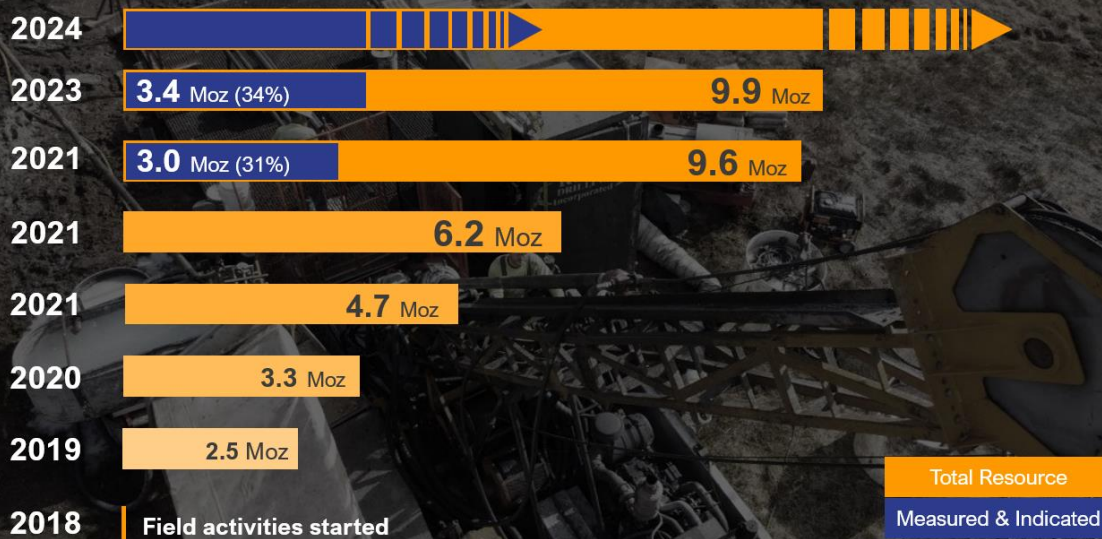 2024
2023
3.4 Moz (34%)
9.9 Moz
2021
3.0 Moz (31%)
9.6 Moz
2021
6.2 Moz
2021
4.7 Moz
2020
3.3 Moz
2019
2.5 Moz
2018
Field activities started
Total Resource
Measured & Indicated